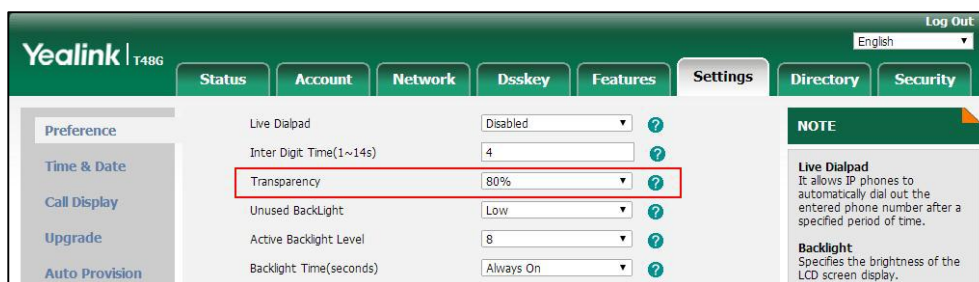 Log Out
English
Yealink T48G
Status Account Network Dsskey Features Settings Directory Security
Preference
Time & Date
Call Display
Upgrade
Auto Provision
Live Dialpad Disabled
Inter Digit Time(1~14s) 4
Transparency 80%
Unused BackLight Low
Active Backlight Level 8
Backlight Time(seconds) Always On
NOTE
Live Dialpad
It allows IP phones to
automatically dial out the
entered phone number after a
specified period of time.
Backlight
Specifies the brightness of the
LCD screen display.